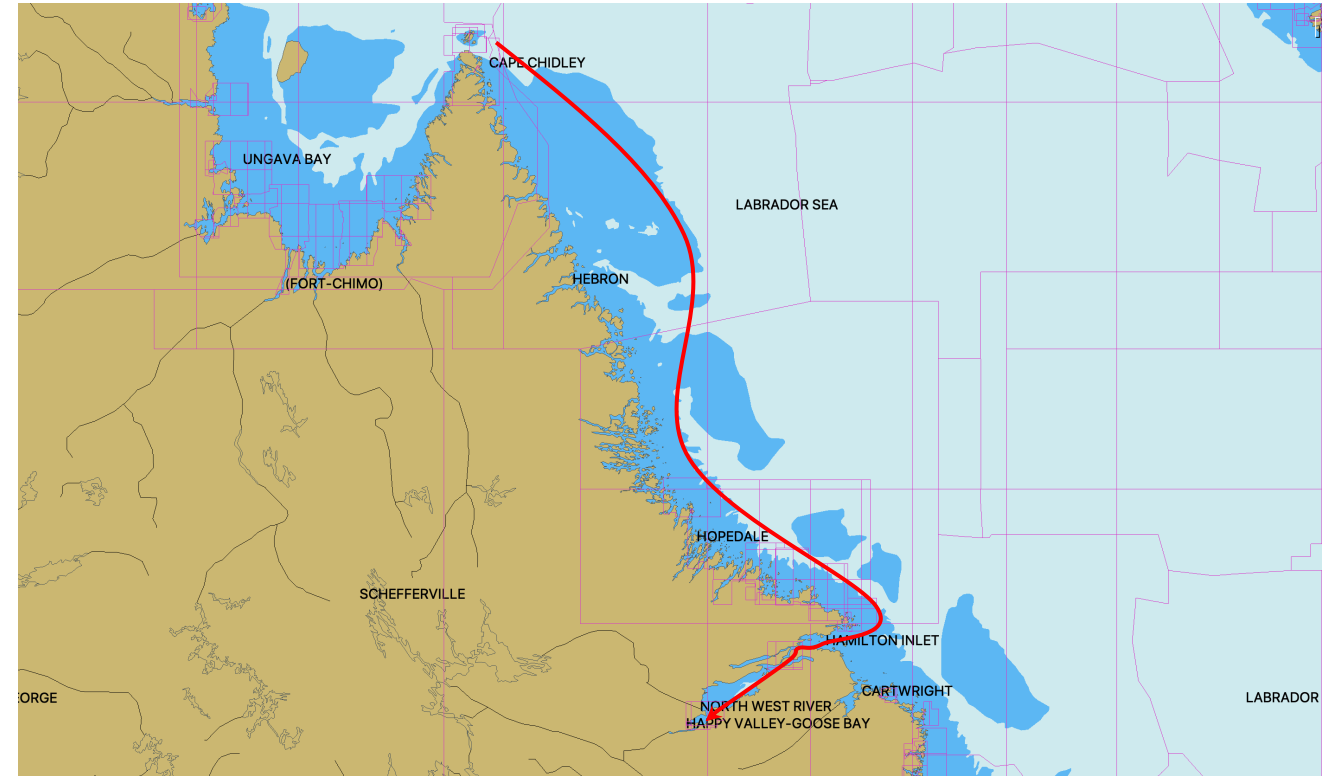 CAPE CHIDLEY
UNGAVA BAY
LABRADOR SEA
HEBRON
(FORT-CHIMO)
HOPEDALE
SCHEFFERVILLE
HAMILTON INLET
CARTWRIGHT
EORGE
LABRADOR
NORTH WEST RIVER
HAPPY VALLEY-GOOSE BAY